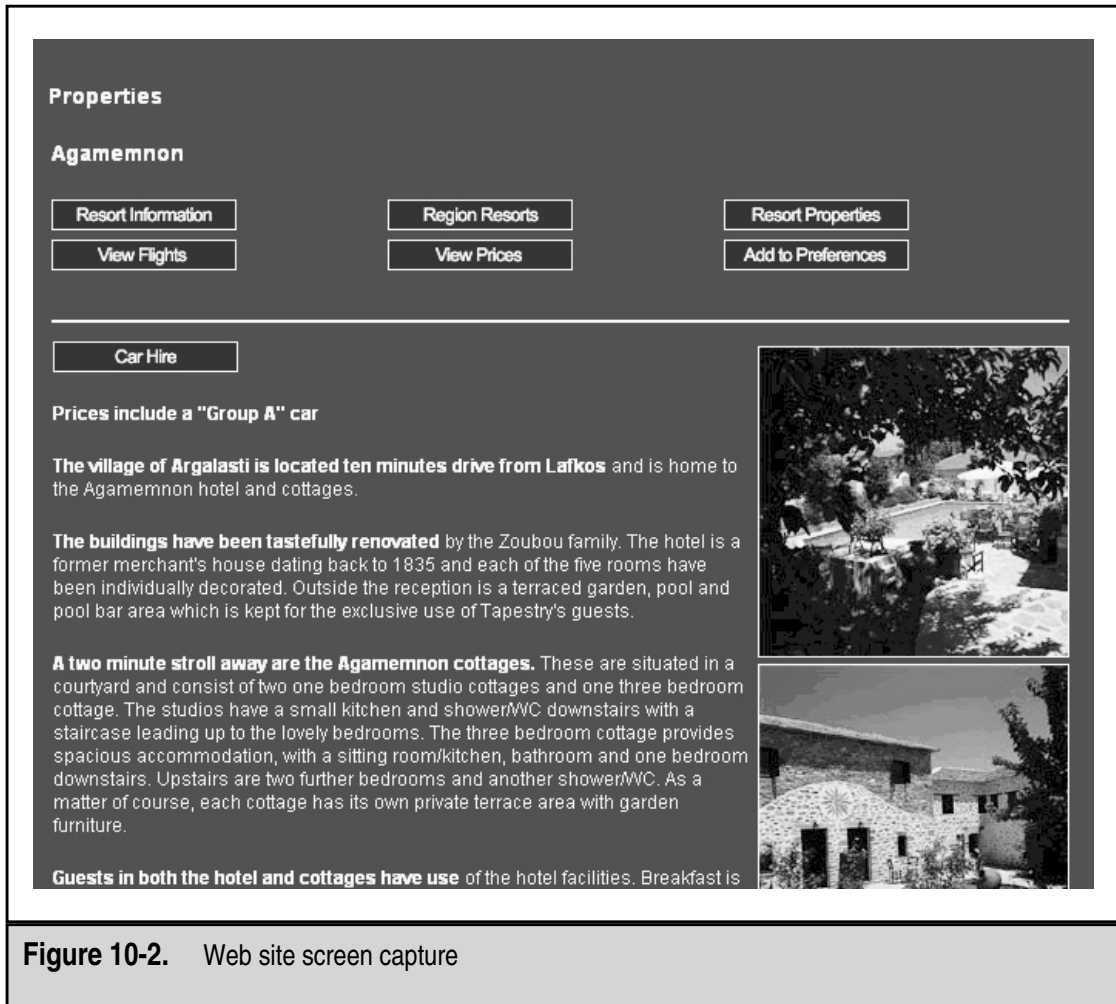 Properties
Agamemnon
Resort Information
Region Resorts
Resort Properties
View Flights
View Prices
Add to Preferences
Car Hire
Prices include a "Group A" car
The village of Argalasti is located ten minutes drive from Lafkos and is home to
the Agamemnon hotel and cottages.
The buildings have been tastefully renovated by the Zoubou family. The hotel is a
former merchant's house dating back to 1835 and each of the five rooms have
been individually decorated. Outside the reception is a terraced garden, pool and
pool bar area which is kept for the exclusive use of Tapestry's guests.
A two minute stroll away are the Agamemnon cottages. These are situated in a
courtyard and consist of two one bedroom studio cottages and one three bedroom
cottage. The studios have a small kitchen and shower/WC downstairs with a
staircase leading up to the lovely bedrooms. The three bedroom cottage provides
spacious accommodation, with a sitting room/kitchen, bathroom and one bedroom
downstairs. Upstairs are two further bedrooms and another shower/WC. As a
matter of course, each cottage has its own private terrace area with garden
furniture.
Guests in both the hotel and cottages have use of the hotel facilities. Breakfast is
Figure 10-2. Web site screen capture